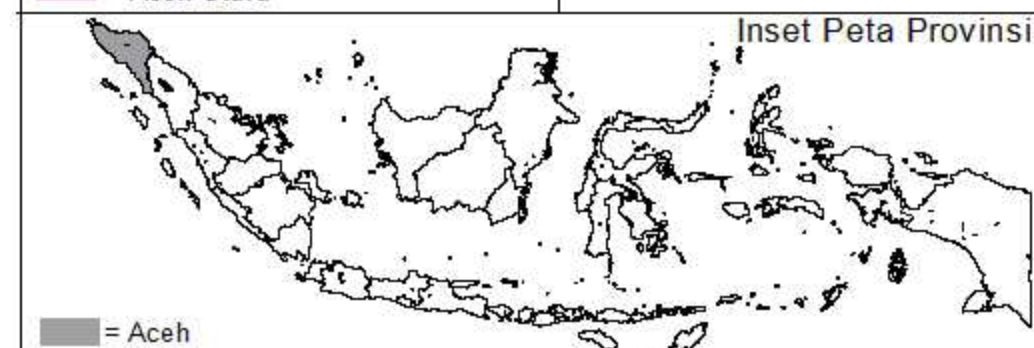 Inset Peta Provinsi
= Aceh